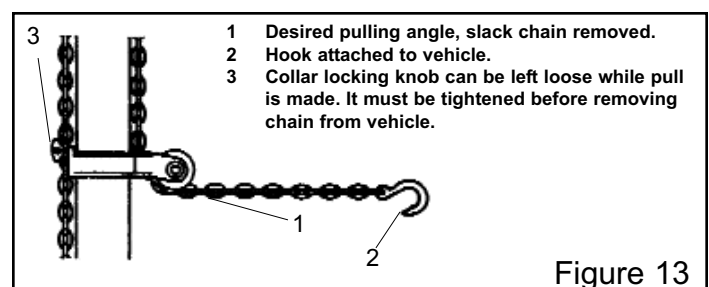 3
1 Desired pulling angle, slack chain removed.
2 Hook attached to vehicle.
3 Collar locking knob can be left loose while pull
is made. It must be tightened before removing
chain from vehicle.
1
2
Figure 13